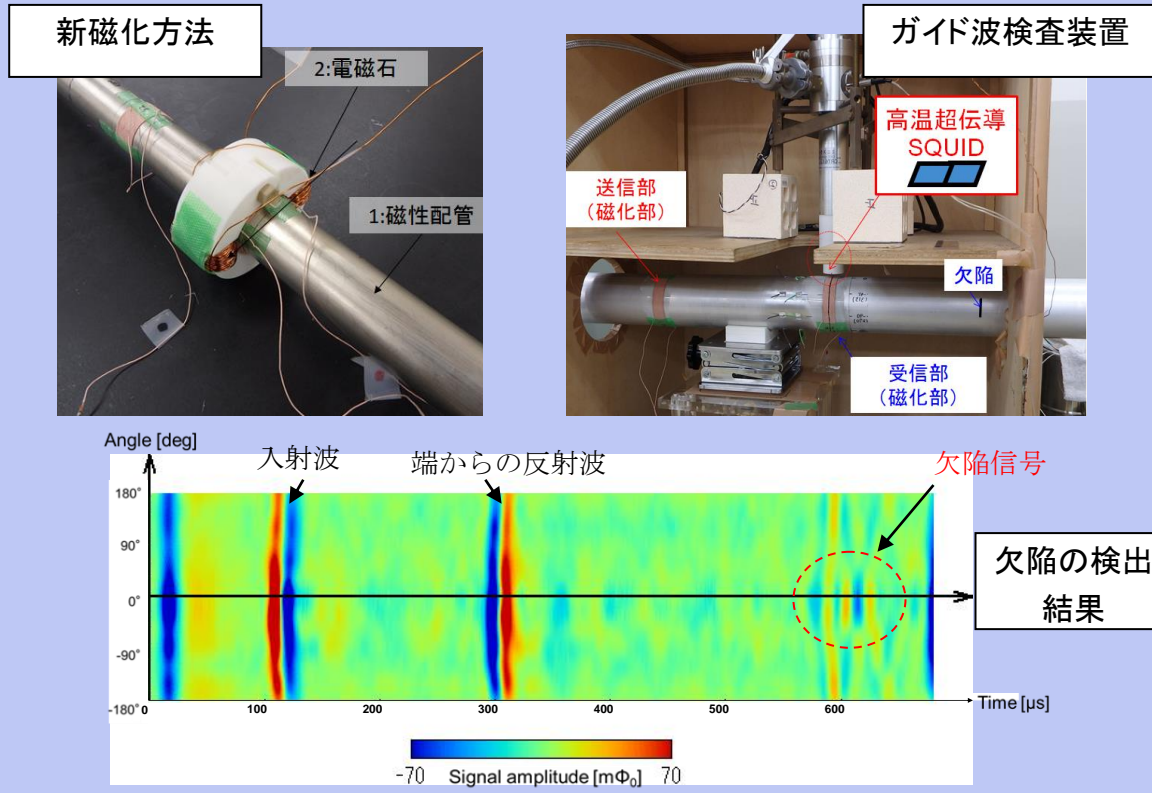 新磁化方法
2:電磁石
1:磁性配管
ガイド波検査装置
高温超伝導
SQUID
送信部
(磁化部)
欠陥
受信部
(磁化部)
Angle [deg]
入射波
端からの反射波
欠陥信号
180°
90°
0°
-90°
-180°
0
100
200
300
400
500
600
Time [μs]
欠陥の検出
結果
-70
Signal amplitude [mΦ0]
70